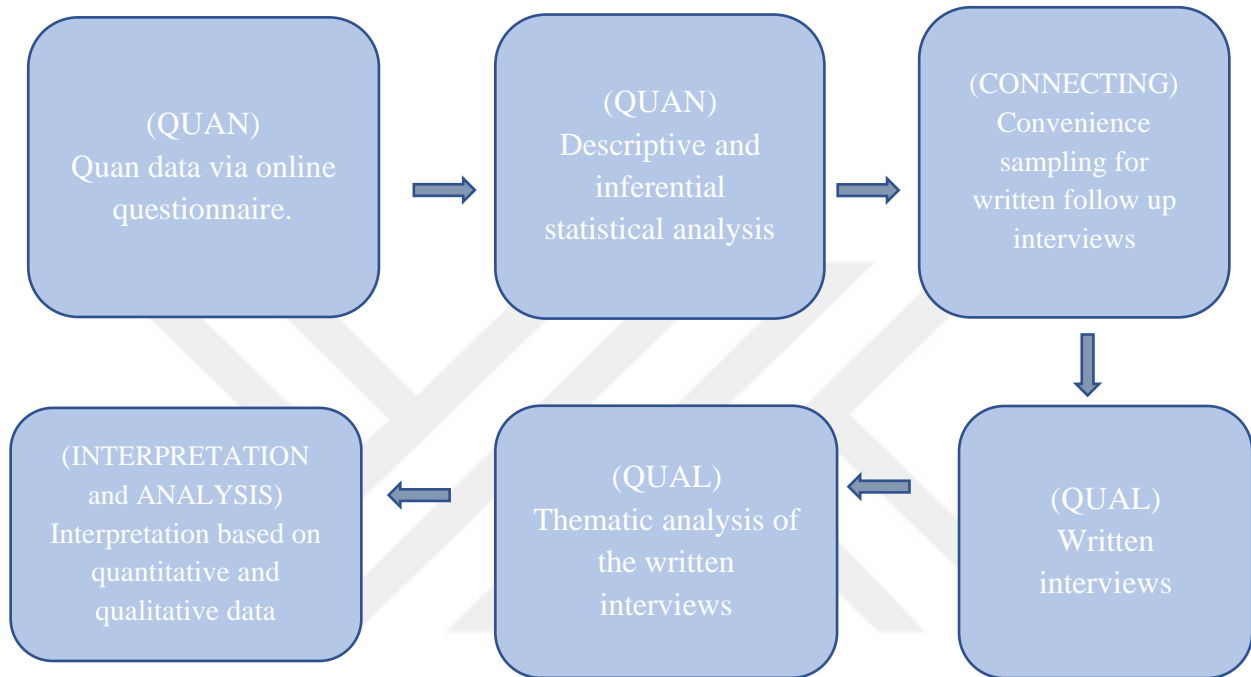 (QUAN)
Quan data via online
questionnaire.
(QUAN)
Descriptive and
inferential
statistical analysis
(CONNECTING)
Convenience
sampling for
written follow up
interviews
(QUAL)
Written
interviews
(QUAL)
Thematic analysis of
the written
interviews
(INTERPRETATION
and ANALYSIS)
Interpretation based on
quantitative and
qualitative data